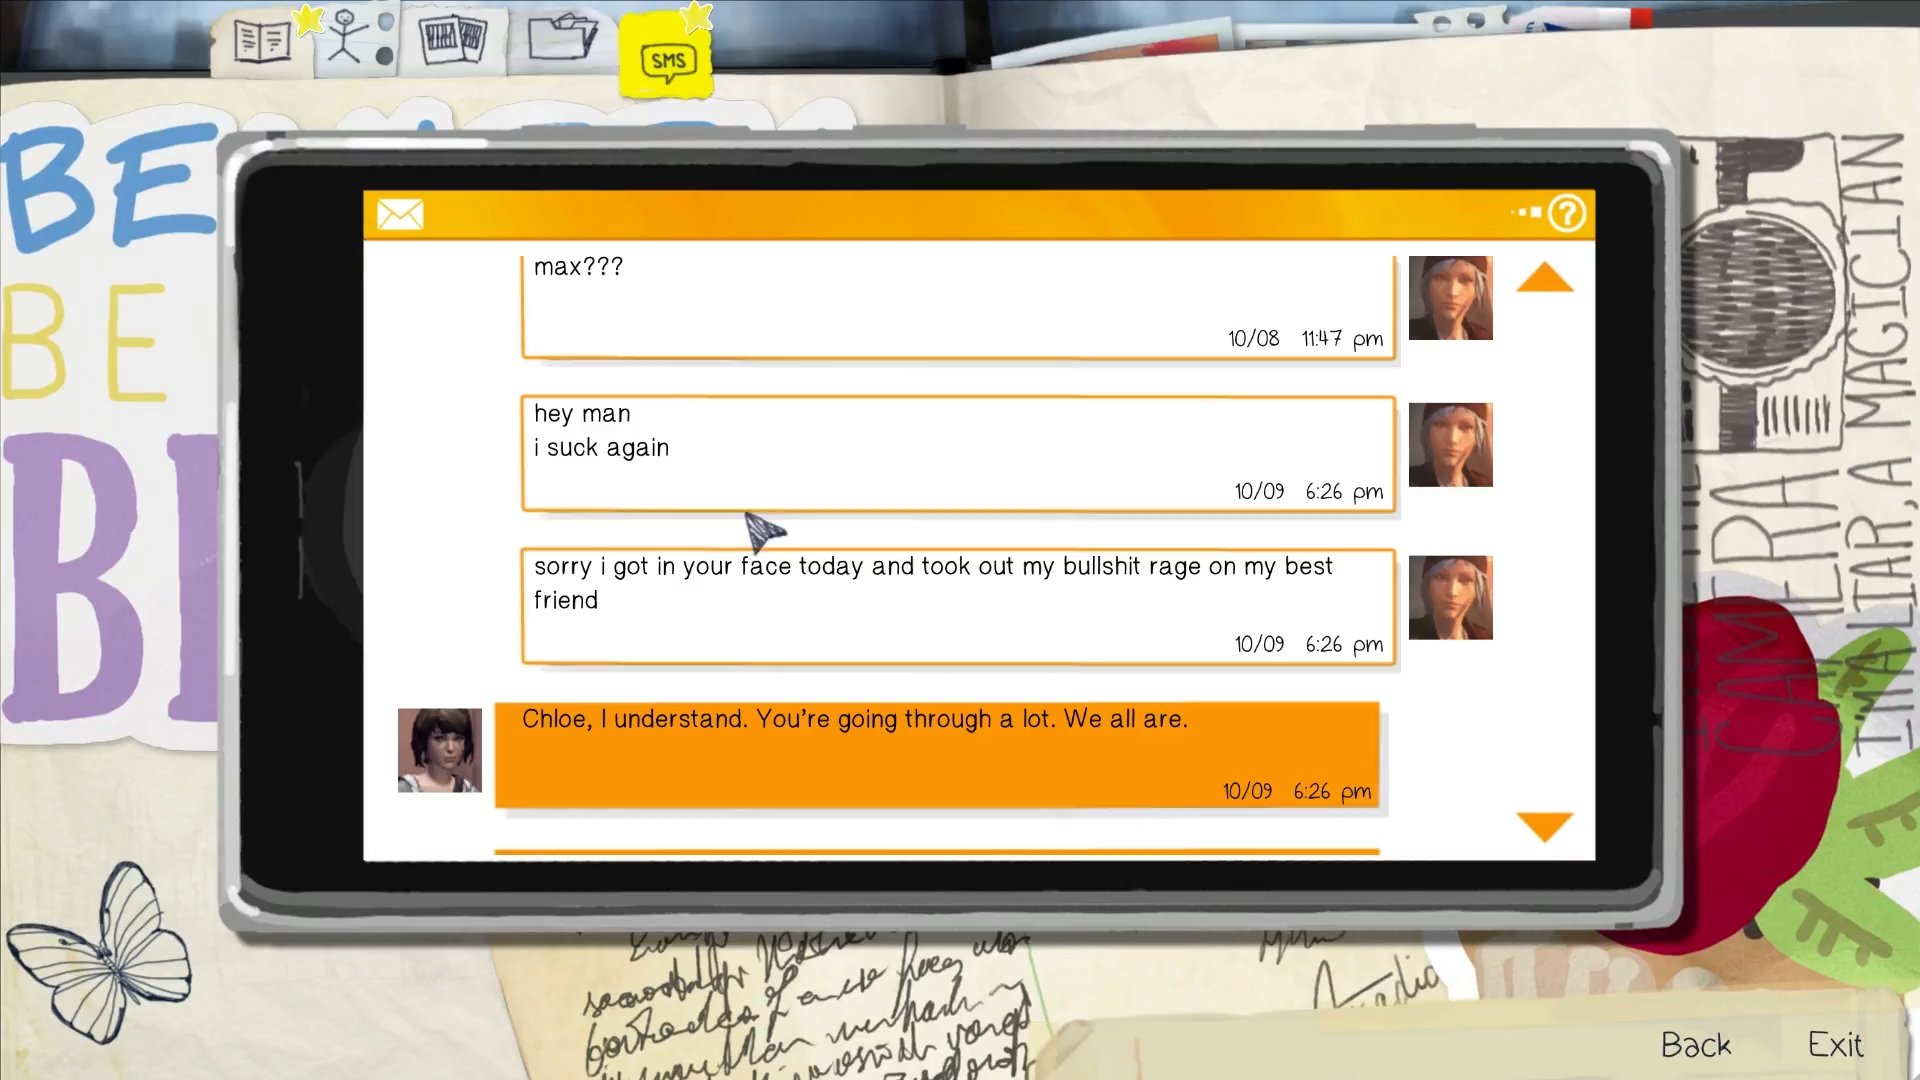 SMS
max???
10/08 11:47 pm
hey man
i suck again
10/09 6:26 pm
sorry i got in your face today and took out my bullshit rage on my best
friend
10/09 6:26 pm
Chloe, I understand. You're going through a lot. We all are.
10/09 6:26 pm
BE
BE
CAMERA
LIAR, A MAGICIAN
Back
Exit